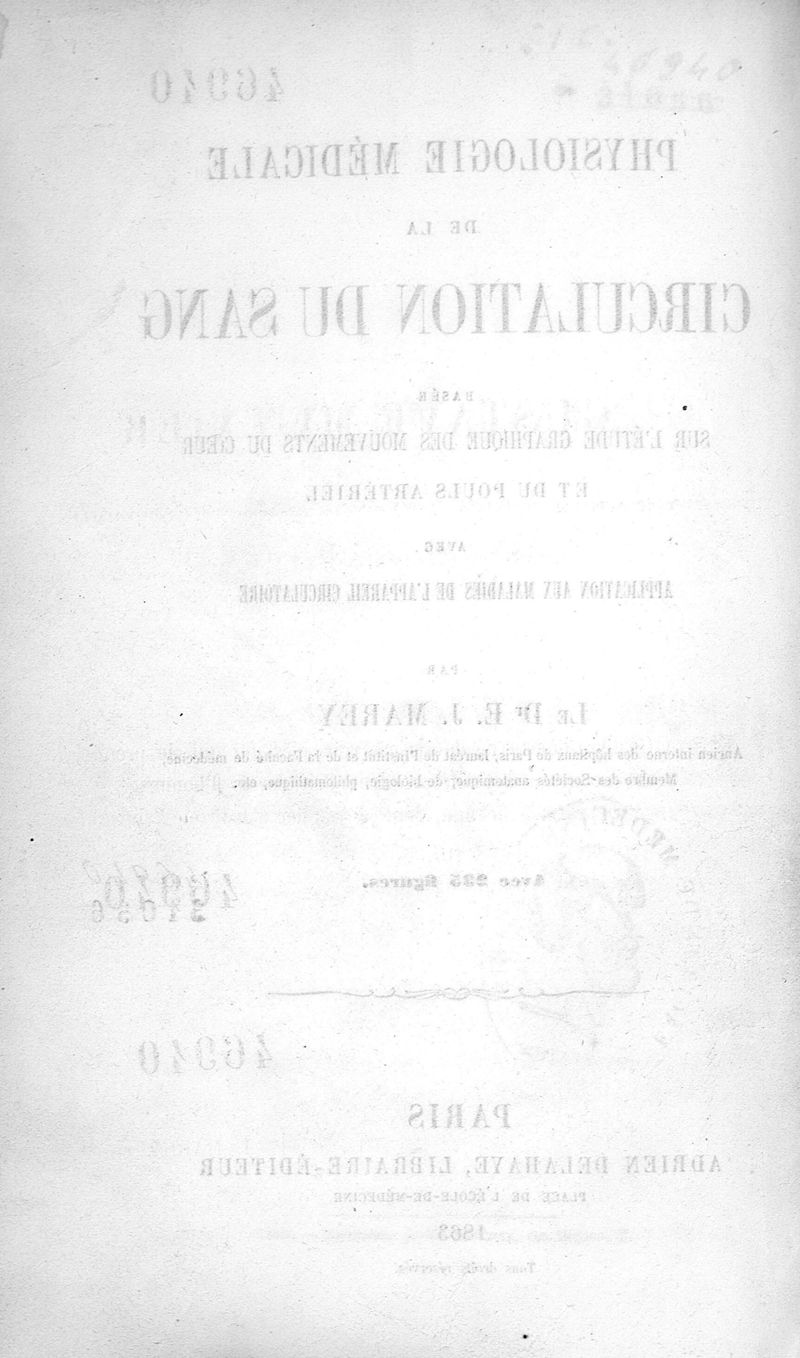 46940
46940
PHYSIOLOGIE MÉDICALE
DE LA
CIRCULATION DU SANG
BASÉE
SUR L'ÉTUDE GRAPHIQUE DES MOUVEMENTS DU CŒUR
ET DU POULS ARTÉRIEL
AVEC
APPLICATION AUX MALADIES DE L'APPAREIL CIRCULATOIRE
PAR
LE Dr E. J. MAREY
Ancien interne des hôpitaux de Paris, lauréat de l'Institut et de la Faculté de médecine,
Membre des Sociétés anatomique, de biologie, philomathique, etc.
Avec 235 figures.
46940
PARIS
ADRIEN DELAHAYE, LIBRAIRE-ÉDITEUR
PLACE DE L'ÉCOLE-DE-MÉDECINE
1863
Tous droits réservés.